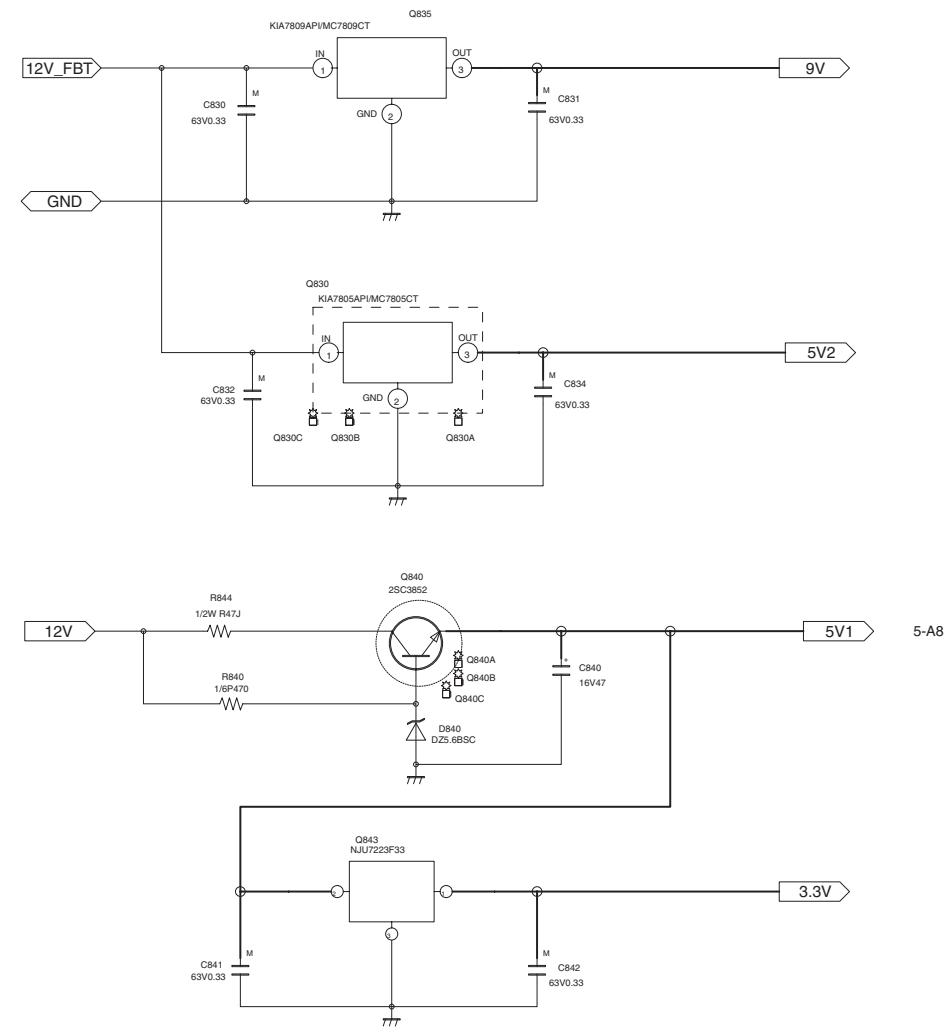 Q835
KIA7809API/MC7809CT
IN
OUT
12V_FBT
1
3
9V
M
C830
63V0.33
GND
2
M
C831
63V0.33
GND
Q830
KIA7805API/MC7805CT
IN
OUT
1
3
5V2
M
C832
63V0.33
GND
2
M
C834
63V0.33
Q830C
Q830B
Q830A
Q840
2SC3852
R844
1/2W R47J
12V
5V1
5-A8
Q840A
Q840B
Q840C
+
C840
16V47
R840
1/6P470
D840
DZ5.6BSC
Q843
NJU7223F33
2
1
3.3V
3
M
C841
63V0.33
M
C842
63V0.33